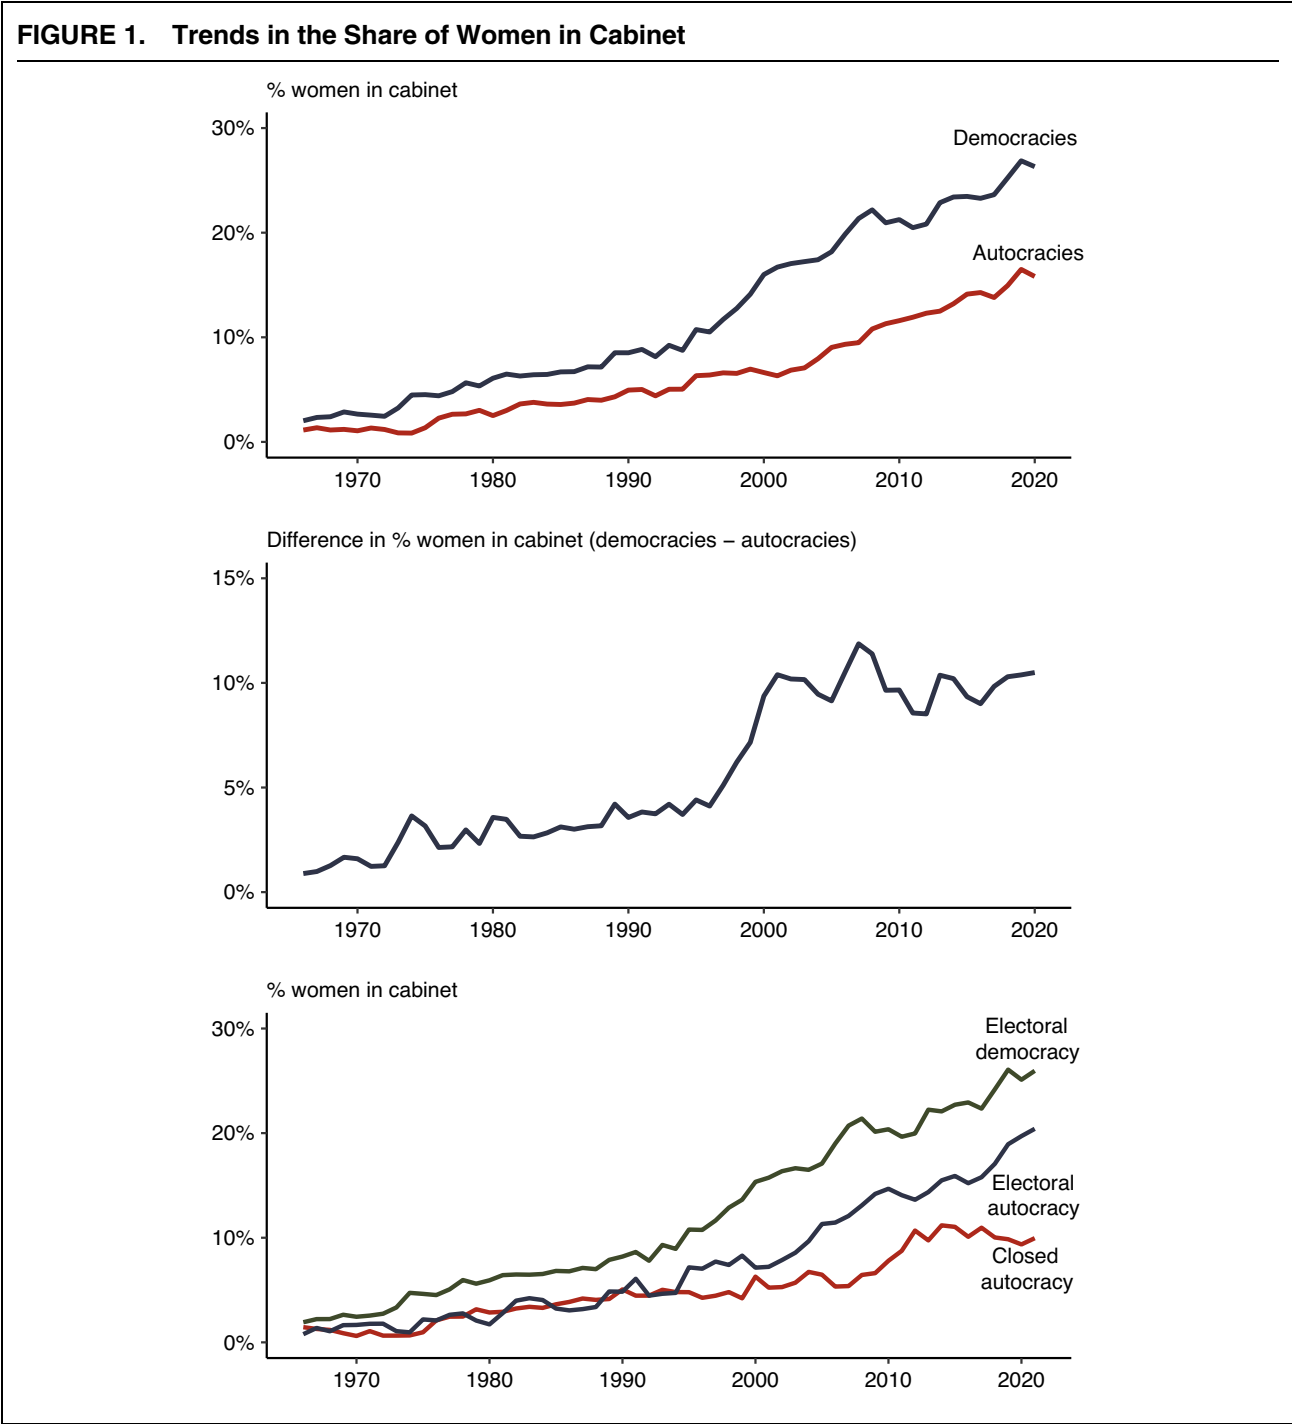 FIGURE 1. Trends in the Share of Women in Cabinet
% women in cabinet
30%
20%
10%
0%
Democracies
Autocracies
1970 1980 1990 2000 2010 2020
Difference in % women in cabinet (democracies − autocracies)
15%
10%
5%
0%
1970 1980 1990 2000 2010 2020
% women in cabinet
30%
20%
10%
0%
Electoral
democracy
Electoral
autocracy
Closed
autocracy
1970 1980 1990 2000 2010 2020